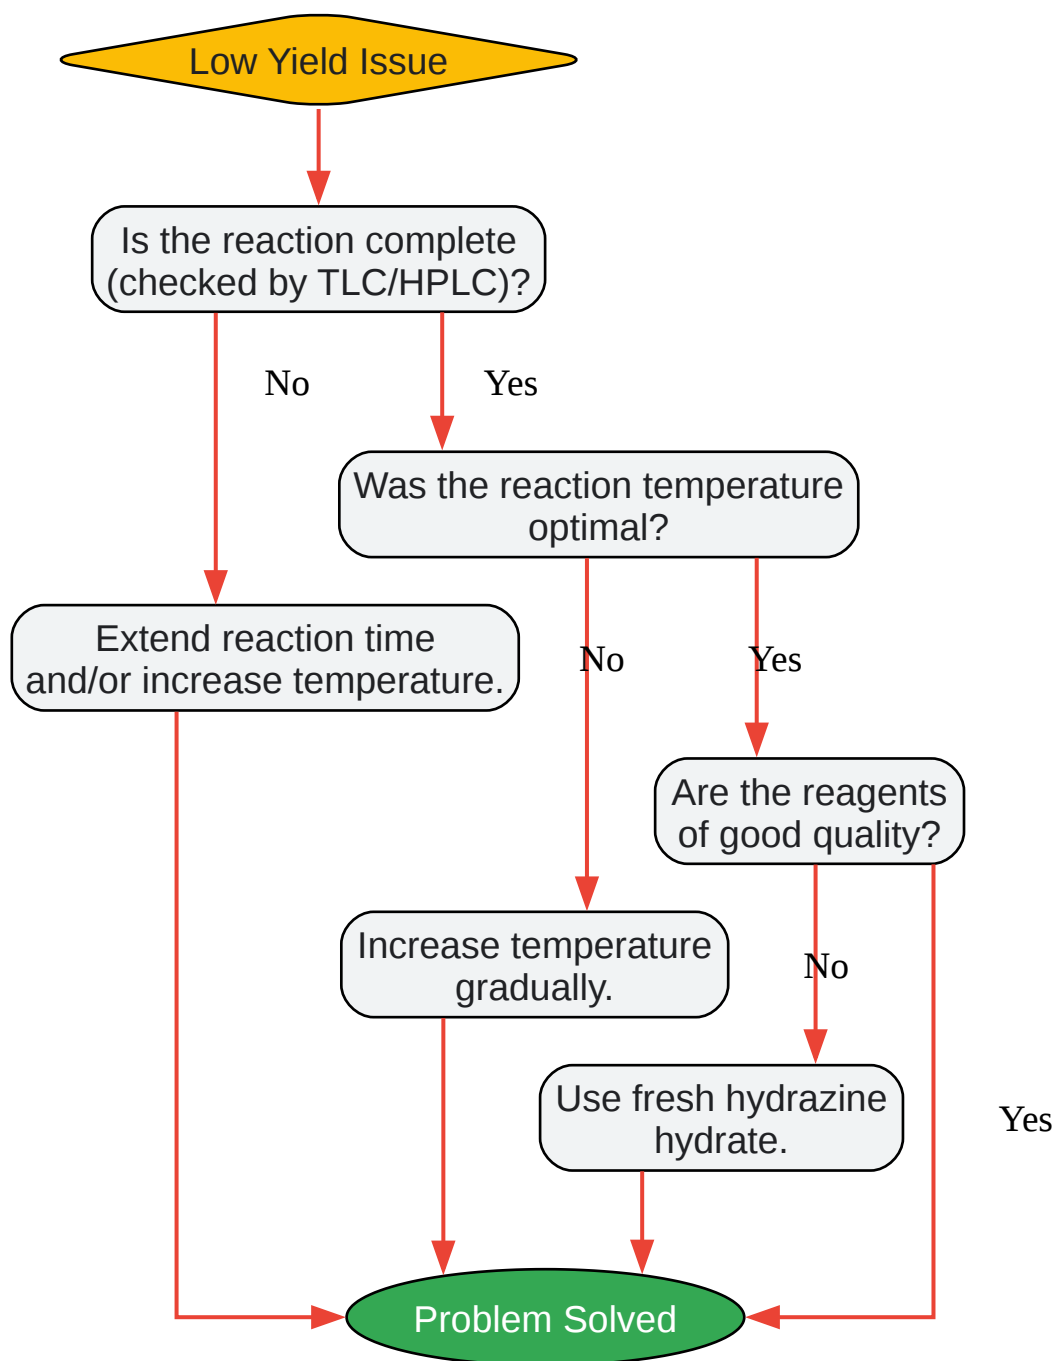 Low Yield Issue
Is the reaction complete
(checked by TLC/HPLC)?
No
Yes
Was the reaction temperature
optimal?
Extend reaction time
and/or increase temperature.
No
Yes
Are the reagents
of good quality?
Increase temperature
gradually.
No
Use fresh hydrazine
hydrate.
Yes
Problem Solved